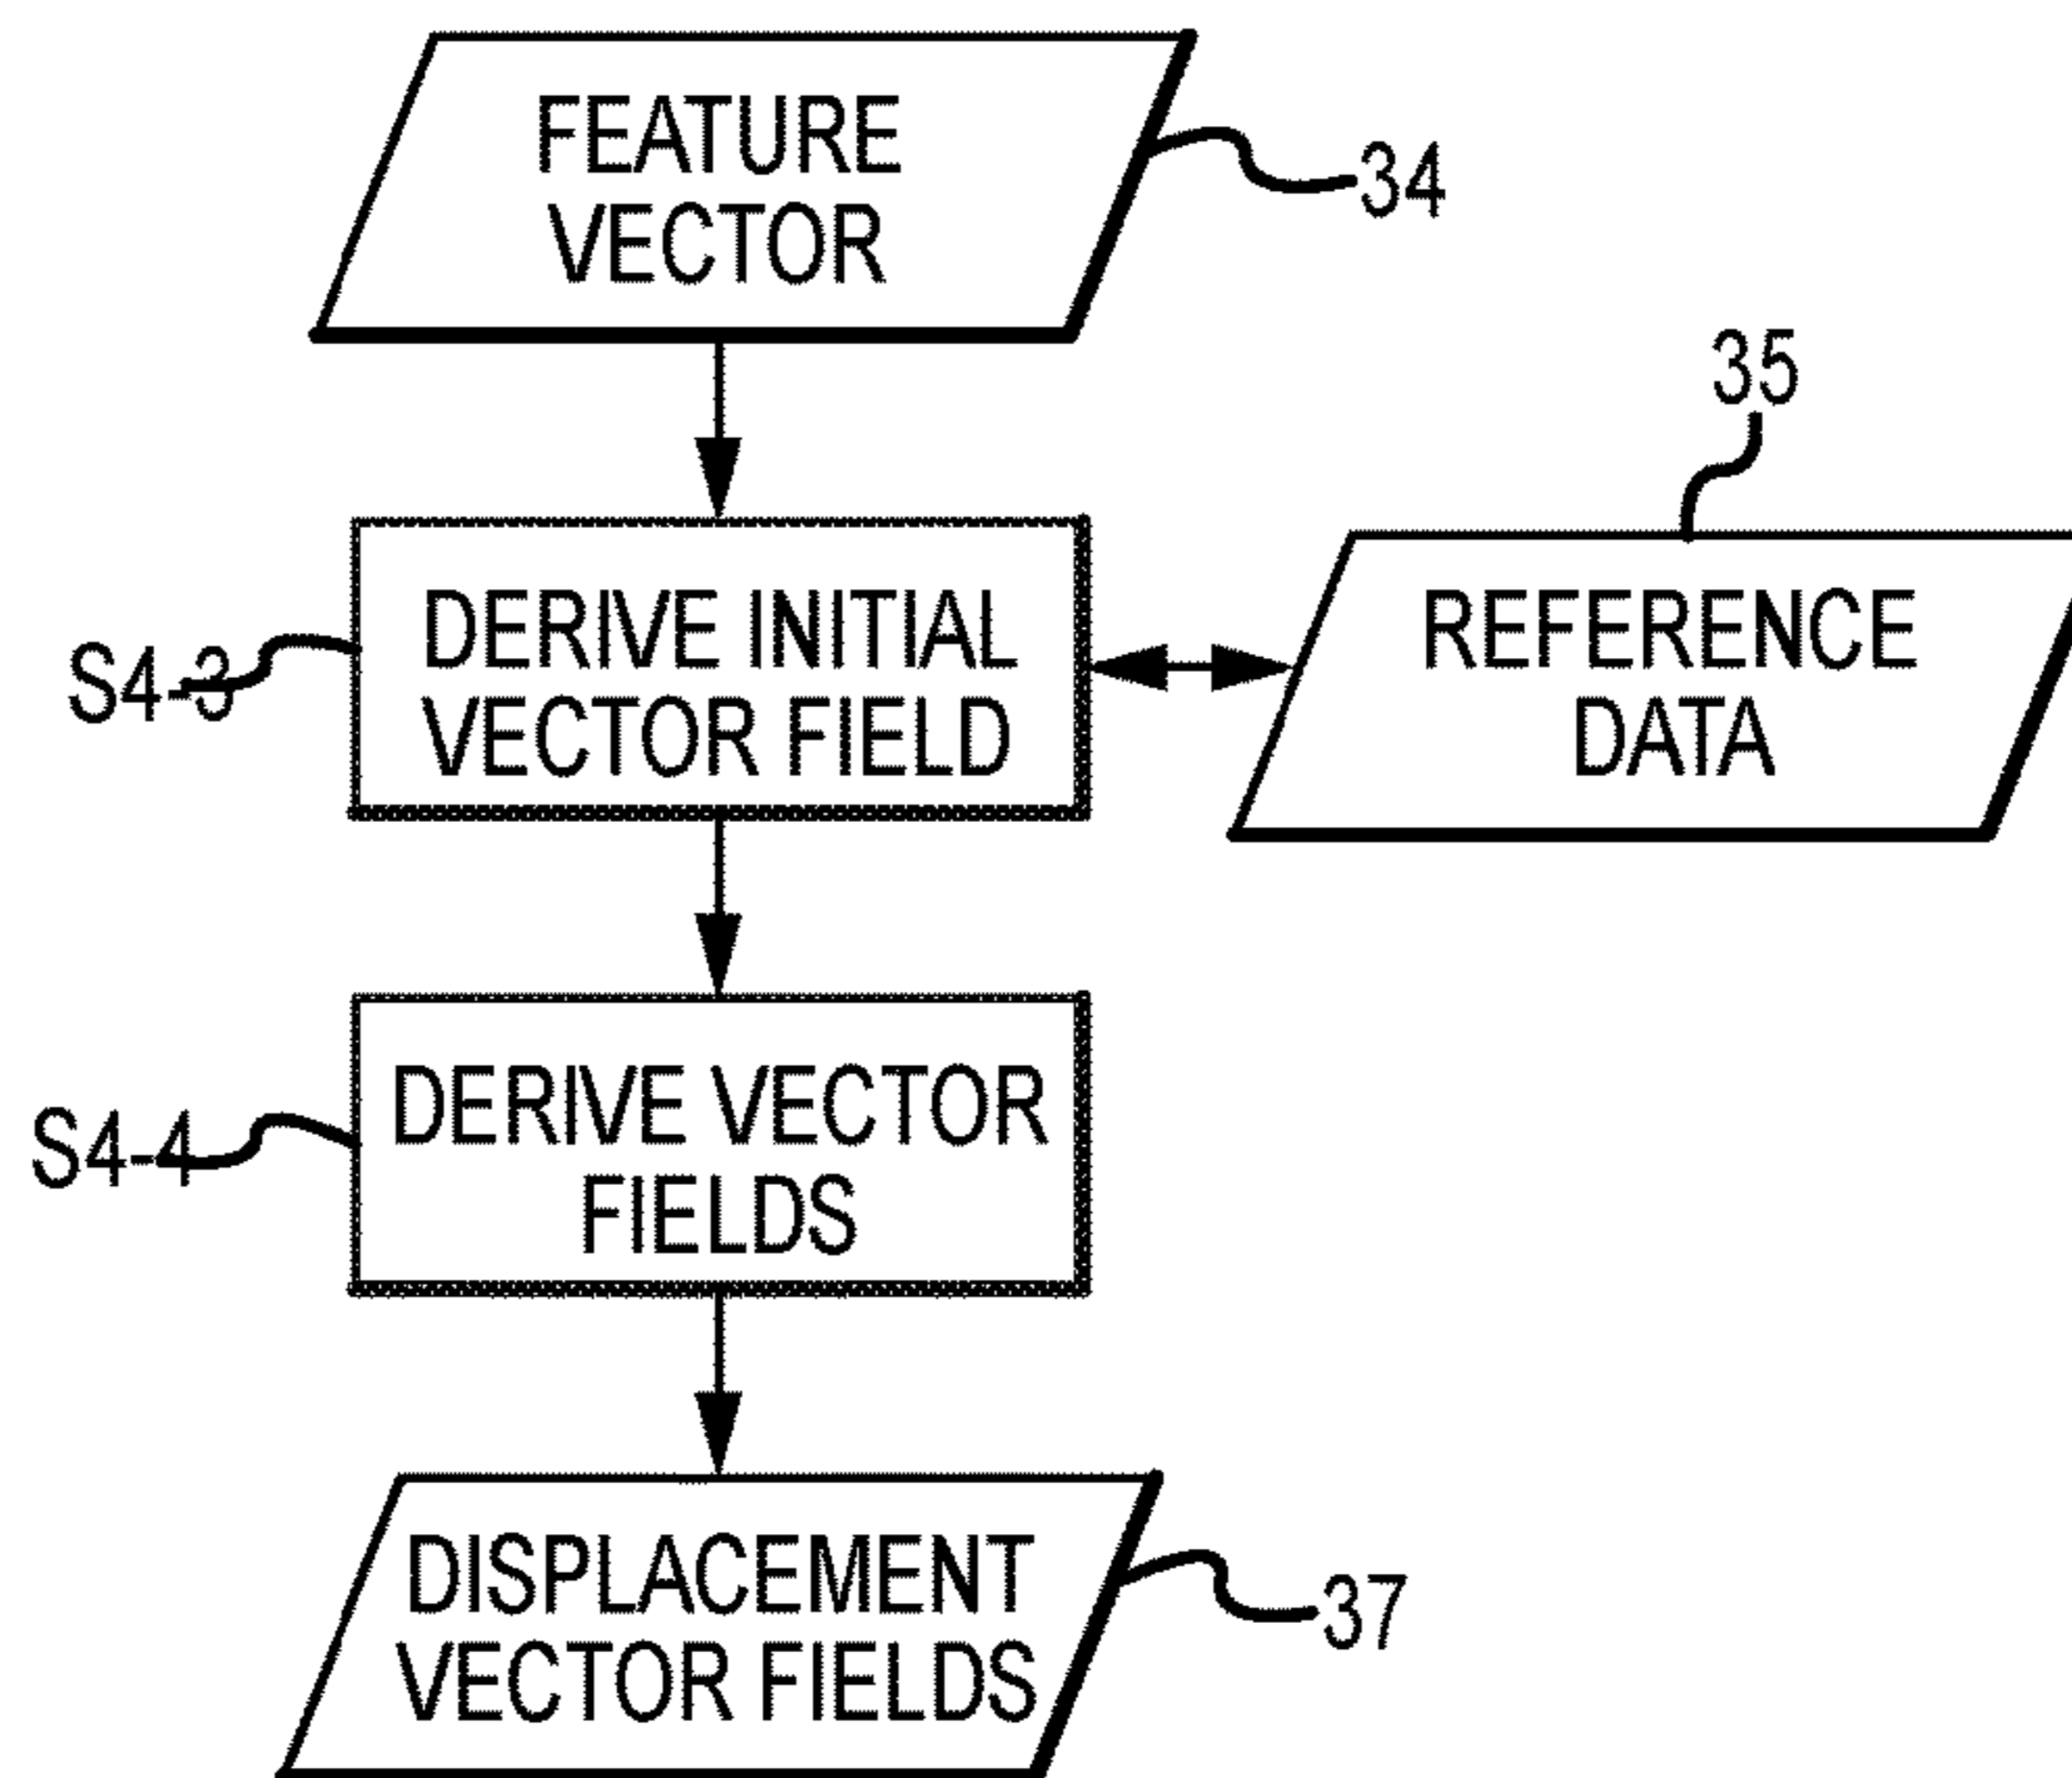 FEATURE
VECTOR
34
35
DERIVE INITIAL
VECTOR FIELD
S4-3
REFERENCE
DATA
DERIVE VECTOR
FIELDS
S4-4
DISPLACEMENT
VECTOR FIELDS
37